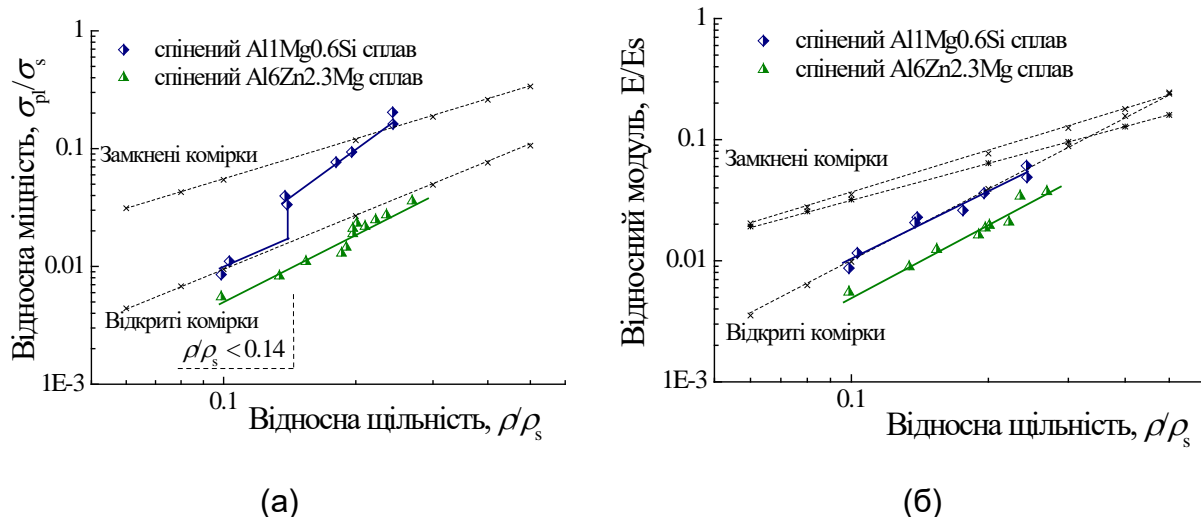 1
спінений Al1Mg0.6Si сплав
спінений Al6Zn2.3Mg сплав
0.1
Замкнені комірки
0.01
Відкриті комірки
ρ/ρs < 0.14
1E-3
0.1
Відносна щільність, ρ/ρs
Відносна міцність, σpl/σs
(а)
1
спінений Al1Mg0.6Si сплав
спінений Al6Zn2.3Mg сплав
0.1
Замкнені комірки
0.01
Відкриті комірки
1E-3
0.1
Відносна щільність, ρ/ρs
Відносний модуль, E/Es
(б)